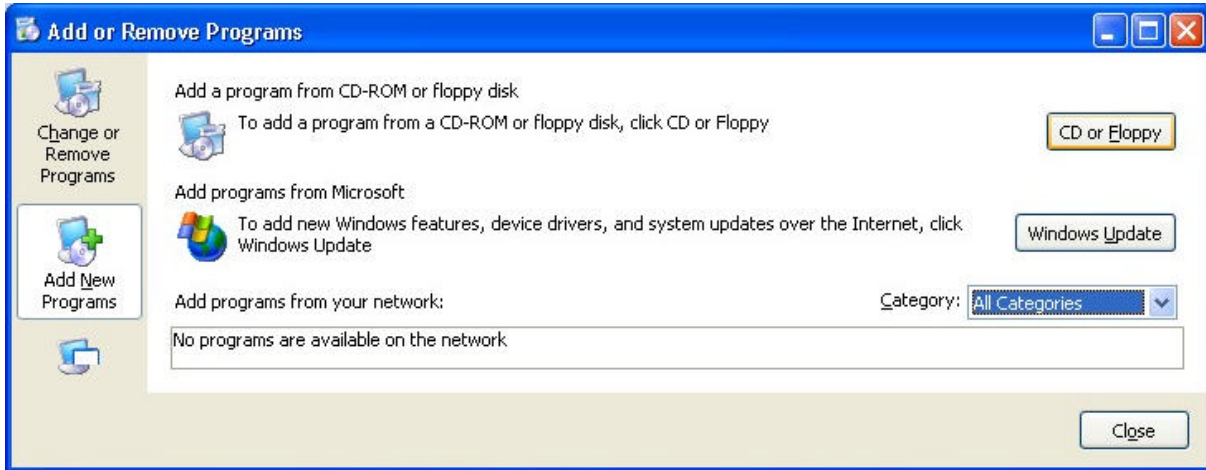 Add or Remove Programs
Change or
Remove
Programs
Add New
Programs
Add a program from CD-ROM or floppy disk
To add a program from a CD-ROM or floppy disk, click CD or Floppy
CD or Floppy
Add programs from Microsoft
To add new Windows features, device drivers, and system updates over the Internet, click
Windows Update
Windows Update
Add programs from your network:
Category:
All Categories
No programs are available on the network
Close